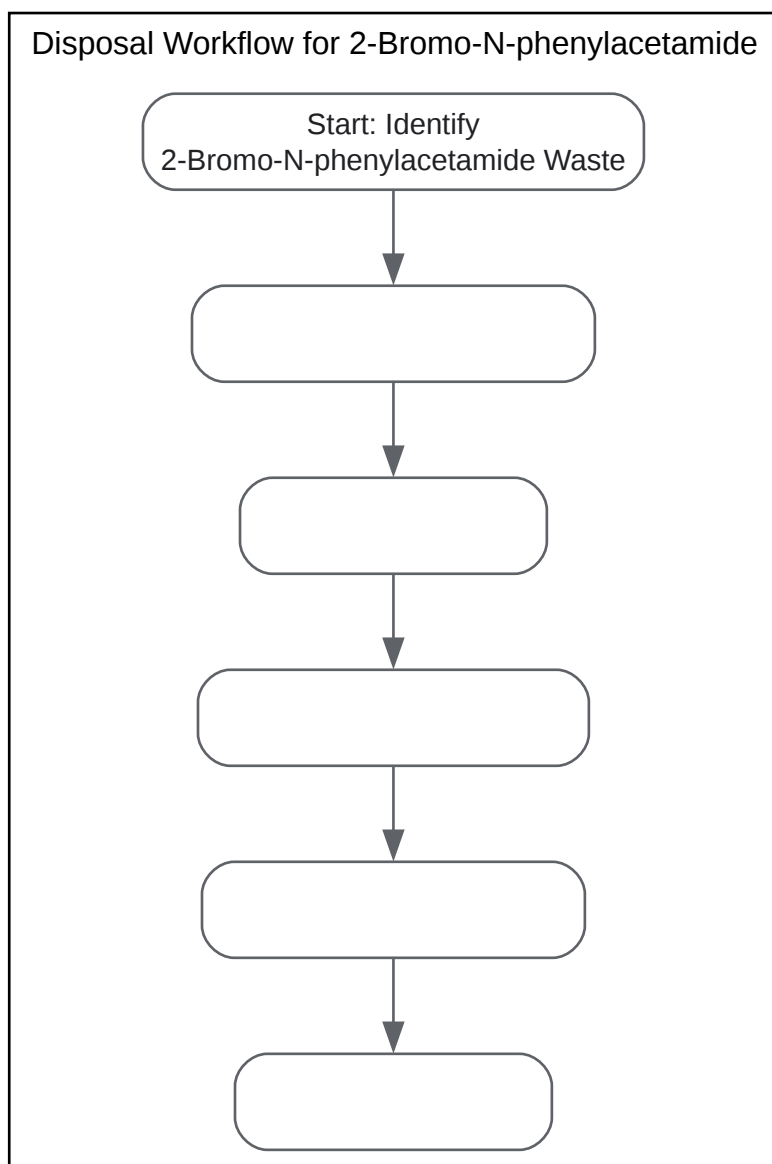 Disposal Workflow for 2-Bromo-N-phenylacetamide
Start: Identify
2-Bromo-N-phenylacetamide Waste